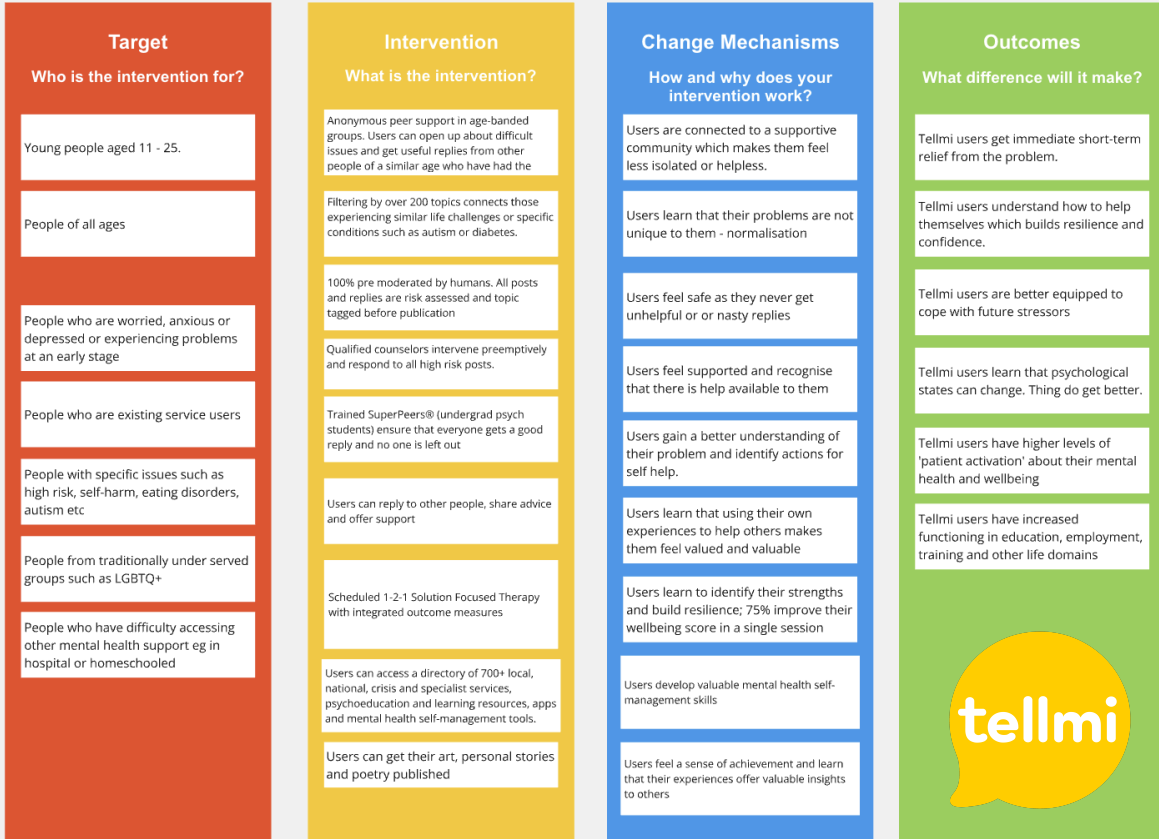 Target
Who is the intervention for?
Young people aged 11 - 25.
People of all ages
People who are worried, anxious or
depressed or experiencing problems
at an early stage
People who are existing service users
People with specific issues such as
high risk, self-harm, eating disorders,
autism etc
People from traditionally under served
groups such as LGBTQ+
People who have difficulty accessing
other mental health support eg in
hospital or homeschooled
Intervention
What is the intervention?
Anonymous peer support in age-banded
groups. Users can open up about difficult
issues and get useful replies from other
people of a similar age who have had the
Filtering by over 200 topics connects those
experiencing similar life challenges or specific
conditions such as autism or diabetes.
100% pre moderated by humans. All posts
and replies are risk assessed and topic
tagged before publication
Qualified counselors intervene preemptively
and respond to all high risk posts.
Trained SuperPeers® (undergrad psych
students) ensure that everyone gets a good
reply and no one is left out
Users can reply to other people, share advice
and offer support
Scheduled 1-2-1 Solution Focused Therapy
with integrated outcome measures
Users can access a directory of 700+ local,
national, crisis and specialist services,
psychoeducation and learning resources, apps
and mental health self-management tools.
Users can get their art, personal stories
and poetry published
Change Mechanisms
How and why does your
intervention work?
Users are connected to a supportive
community which makes them feel
less isolated or helpless.
Users learn that their problems are not
unique to them - normalisation
Users feel safe as they never get
unhelpful or or nasty replies
Users feel supported and recognise
that there is help available to them
Users gain a better understanding of
their problem and identify actions for
self help.
Users learn that using their own
experiences to help others makes
them feel valued and valuable
Users learn to identify their strengths
and build resilience; 75% improve their
wellbeing score in a single session
Users develop valuable mental health self-
management skills
Users feel a sense of achievement and learn
that their experiences offer valuable insights
to others
Outcomes
What difference will it make?
Tellmi users get immediate short-term
relief from the problem.
Tellmi users understand how to help
themselves which builds resilience and
confidence.
Tellmi users are better equipped to
cope with future stressors
Tellmi users learn that psychological
states can change. Thing do get better.
Tellmi users have higher levels of
'patient activation' about their mental
health and wellbeing
Tellmi users have increased
functioning in education, employment,
training and other life domains
tellmi